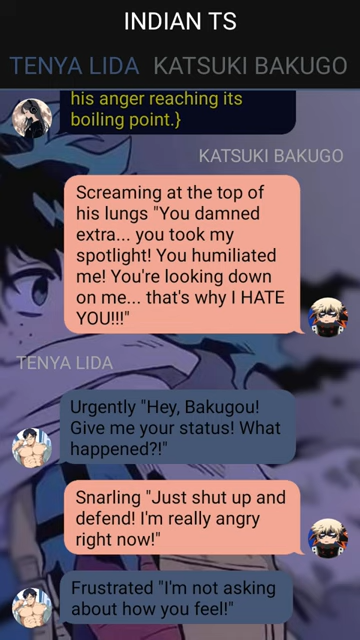 INDIAN TS
TENYA LIDA KATSUKI BAKUGO
his anger reaching its
boiling point.}
KATSUKI BAKUGO
Screaming at the top of
his lungs "You damned
extra... you took my
spotlight! You humiliated
me! You're looking down
on me... that's why I HATE
YOU!!!"
TENYA LIDA
Urgently "Hey, Bakugou!
Give me your status! What
happened?!"
Snarling "Just shut up and
defend! I'm really angry
right now!"
Frustrated "I'm not asking
about how you feel!"